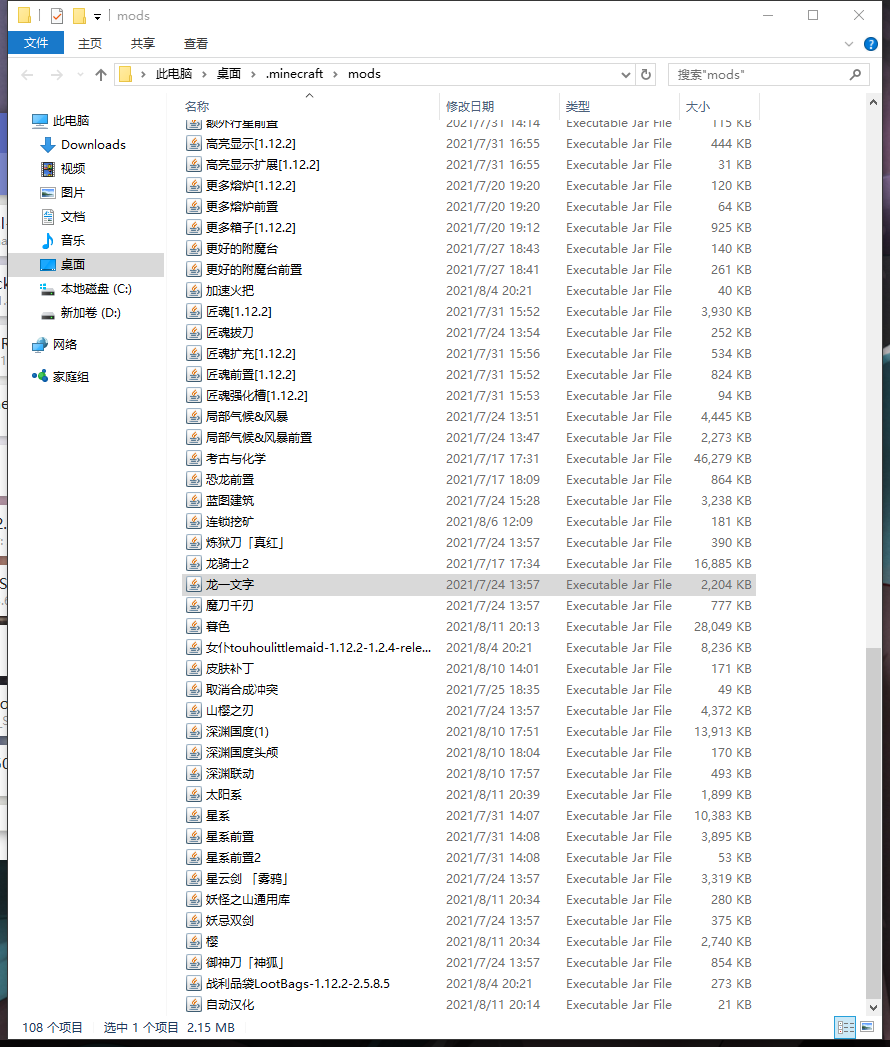 mods
文件 主页 共享 查看
此电脑 桌面 .minecraft mods 搜索"mods"
名称 修改日期 类型 大小
此电脑
Downloads
视频
图片
文档
音乐
桌面
本地磁盘 (C:)
新加卷 (D:)
网络
家庭组
额外行星前置 2021/7/31 14:14 Executable Jar File 115 KB
高亮显示[1.12.2] 2021/7/31 16:55 Executable Jar File 444 KB
高亮显示扩展[1.12.2] 2021/7/31 16:55 Executable Jar File 31 KB
更多熔炉[1.12.2] 2021/7/20 19:20 Executable Jar File 120 KB
更多熔炉前置 2021/7/20 19:20 Executable Jar File 64 KB
更多箱子[1.12.2] 2021/7/20 19:12 Executable Jar File 925 KB
更好的附魔台 2021/7/27 18:43 Executable Jar File 140 KB
更好的附魔台前置 2021/7/27 18:41 Executable Jar File 261 KB
加速火把 2021/8/4 20:21 Executable Jar File 40 KB
匠魂[1.12.2] 2021/7/31 15:52 Executable Jar File 3,930 KB
匠魂拔刀 2021/7/24 13:54 Executable Jar File 252 KB
匠魂扩充[1.12.2] 2021/7/31 15:56 Executable Jar File 534 KB
匠魂前置[1.12.2] 2021/7/31 15:52 Executable Jar File 824 KB
匠魂强化槽[1.12.2] 2021/7/31 15:53 Executable Jar File 94 KB
局部气候&风暴 2021/7/24 13:51 Executable Jar File 4,445 KB
局部气候&风暴前置 2021/7/24 13:47 Executable Jar File 2,273 KB
考古与化学 2021/7/17 17:31 Executable Jar File 46,279 KB
恐龙前置 2021/7/17 18:09 Executable Jar File 864 KB
蓝图建筑 2021/7/24 15:28 Executable Jar File 3,238 KB
连锁挖矿 2021/8/6 12:09 Executable Jar File 181 KB
炼狱刀「真红」 2021/7/24 13:57 Executable Jar File 390 KB
龙骑士2 2021/7/17 17:34 Executable Jar File 16,885 KB
龙一文字 2021/7/24 13:57 Executable Jar File 2,204 KB
魔刀千刃 2021/7/24 13:57 Executable Jar File 777 KB
暮色 2021/8/11 20:13 Executable Jar File 28,049 KB
女仆touhoulittlemaid-1.12.2-1.2.4-rele... 2021/8/4 20:21 Executable Jar File 8,236 KB
皮肤补丁 2021/8/10 14:01 Executable Jar File 171 KB
取消合成冲突 2021/7/25 18:35 Executable Jar File 49 KB
山樱之刃 2021/7/24 13:57 Executable Jar File 4,372 KB
深渊国度(1) 2021/8/10 17:51 Executable Jar File 13,913 KB
深渊国度头颅 2021/8/10 18:04 Executable Jar File 170 KB
深渊联动 2021/8/10 17:57 Executable Jar File 493 KB
太阳系 2021/8/11 20:39 Executable Jar File 1,899 KB
星系 2021/7/31 14:07 Executable Jar File 10,383 KB
星系前置 2021/7/31 14:08 Executable Jar File 3,895 KB
星系前置2 2021/7/31 14:08 Executable Jar File 53 KB
星云剑 「雾鸦」 2021/7/24 13:57 Executable Jar File 3,319 KB
妖怪之山通用库 2021/8/11 20:34 Executable Jar File 280 KB
妖忌双剑 2021/7/24 13:57 Executable Jar File 375 KB
樱 2021/8/11 20:34 Executable Jar File 2,740 KB
御神刀「神狐」 2021/7/24 13:57 Executable Jar File 854 KB
战利品袋LootBags-1.12.2-2.5.8.5 2021/8/4 20:21 Executable Jar File 273 KB
自动汉化 2021/8/11 20:14 Executable Jar File 21 KB
108 个项目 选中 1 个项目 2.15 MB